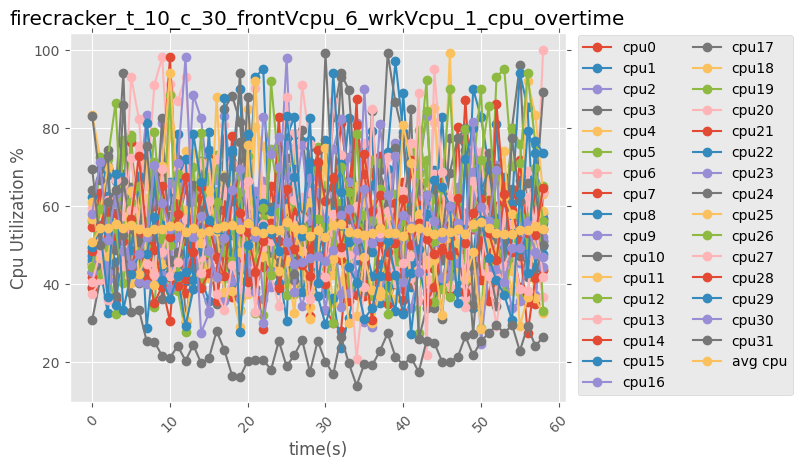 firecracker_t_10_c_30_frontVcpu_6_wrkVcpu_1_cpu_overtime
Cpu Utilization %
100
80
60
40
20
0
10
20
30
40
50
60
time(s)
cpu0
cpu1
cpu2
cpu3
cpu4
cpu5
cpu6
cpu7
cpu8
cpu9
cpu10
cpu11
cpu12
cpu13
cpu14
cpu15
cpu16
cpu17
cpu18
cpu19
cpu20
cpu21
cpu22
cpu23
cpu24
cpu25
cpu26
cpu27
cpu28
cpu29
cpu30
cpu31
avg cpu